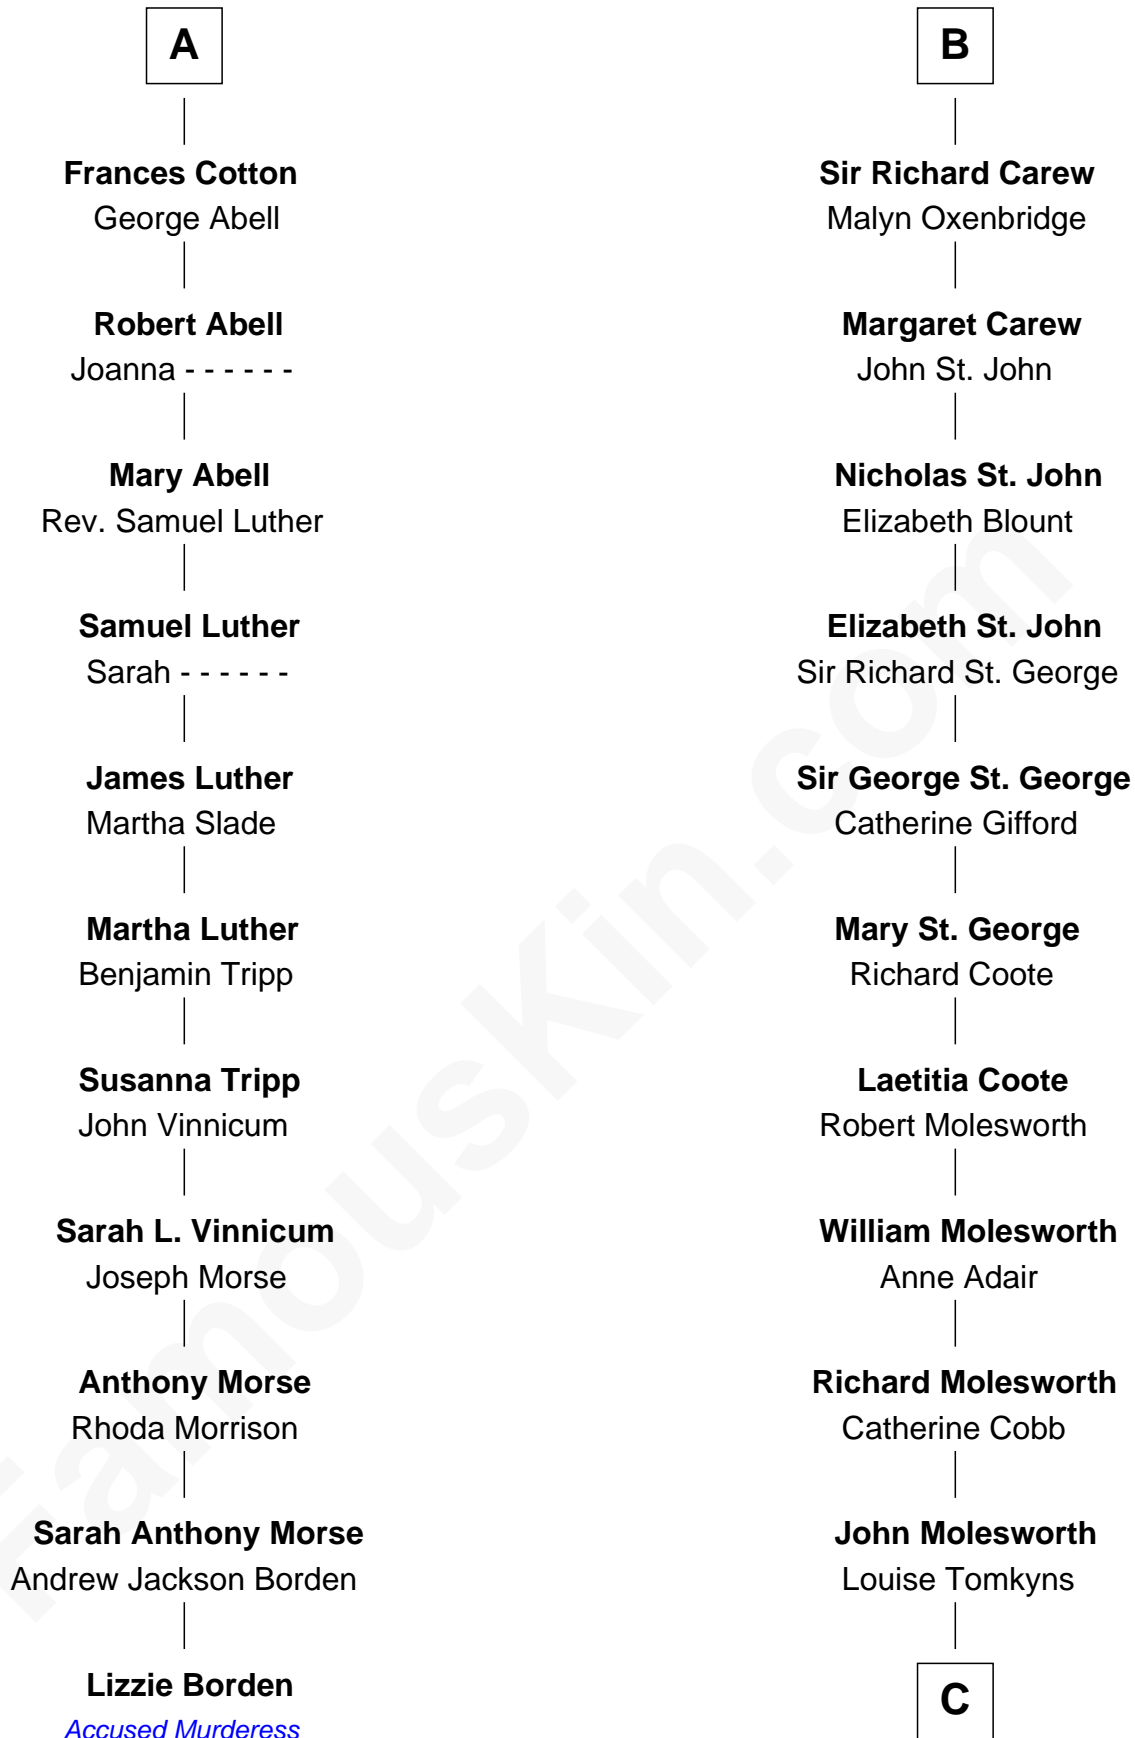 A
Frances Cotton
George Abell
Robert Abell
Joanna - - - - - -
Mary Abell
Rev. Samuel Luther
Samuel Luther
Sarah - - - - - -
James Luther
Martha Slade
Martha Luther
Benjamin Tripp
Susanna Tripp
John Vinnicum
Sarah L. Vinnicum
Joseph Morse
Anthony Morse
Rhoda Morrison
Sarah Anthony Morse
Andrew Jackson Borden
Lizzie Borden
Accused Murderess
B
Sir Richard Carew
Malyn Oxenbridge
Margaret Carew
John St. John
Nicholas St. John
Elizabeth Blount
Elizabeth St. John
Sir Richard St. George
Sir George St. George
Catherine Gifford
Mary St. George
Richard Coote
Laetitia Coote
Robert Molesworth
William Molesworth
Anne Adair
Richard Molesworth
Catherine Cobb
John Molesworth
Louise Tomkyns
C
FamousKin.com